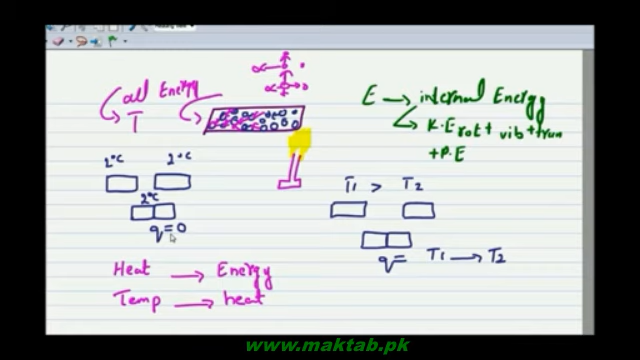 all Energy
T
E → internal Energy
K.E rot + vib + tran
+ P.E
2°C 2°C
2°C
q=0
T1 > T2
q= T1 → T2
Heat → Energy
Temp → heat
www.maktab.pk